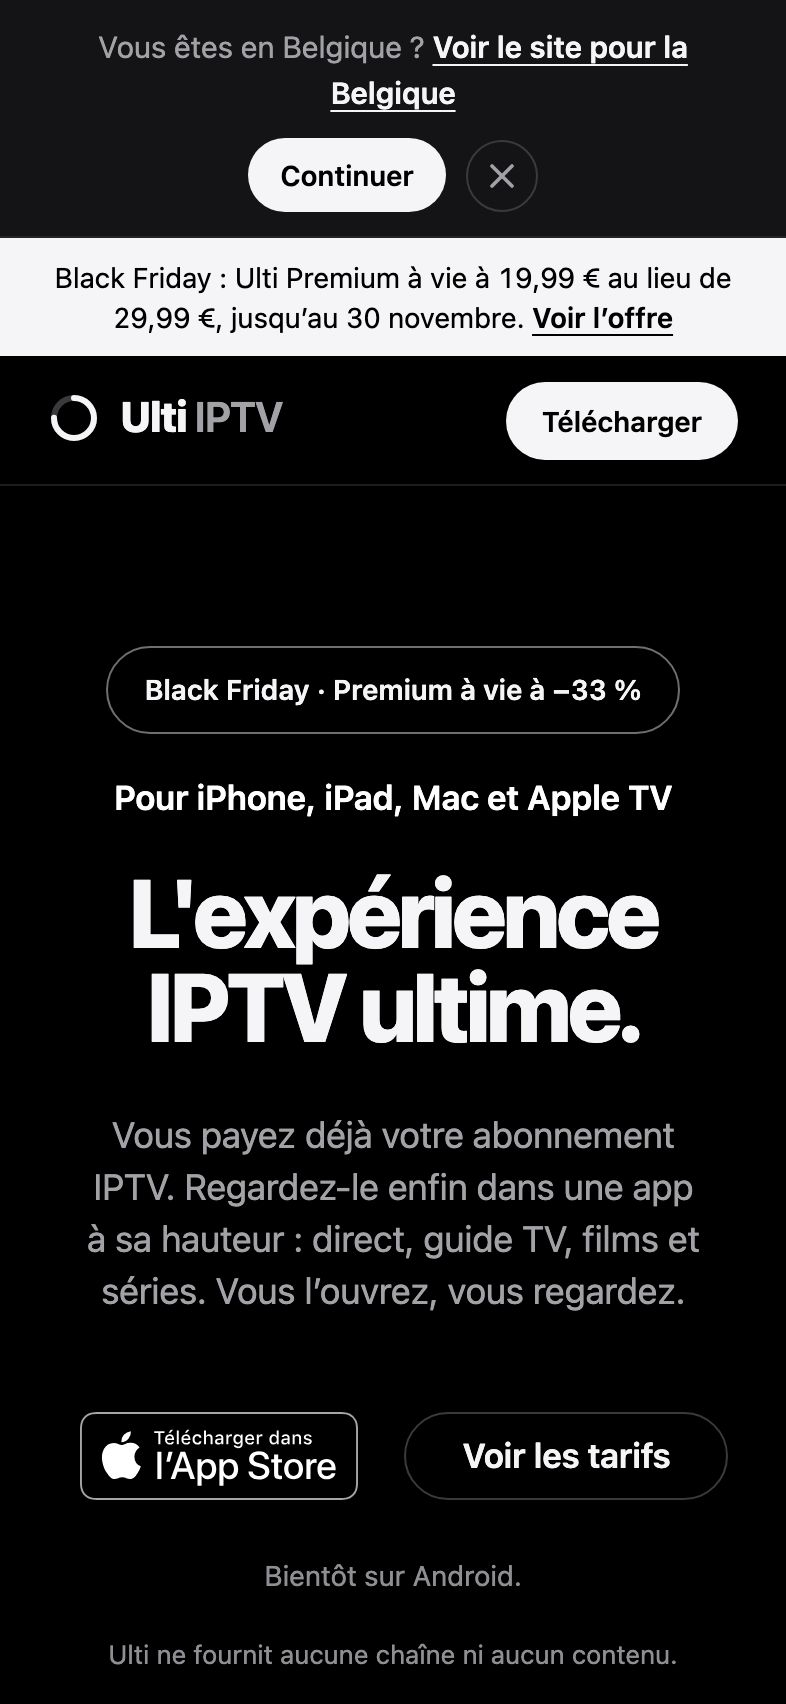 Vous êtes en Belgique ? Voir le site pour la
Belgique
Continuer
Black Friday : Ulti Premium à vie à 19,99 € au lieu de
29,99 €, jusqu’au 30 novembre. Voir l’offre
Ulti IPTV
Télécharger
Black Friday · Premium à vie à −33 %
Pour iPhone, iPad, Mac et Apple TV
L'expérience
IPTV ultime.
Vous payez déjà votre abonnement
IPTV. Regardez-le enfin dans une app
à sa hauteur : direct, guide TV, films et
séries. Vous l’ouvrez, vous regardez.
Télécharger dans
l’App Store
Voir les tarifs
Bientôt sur Android.
Ulti ne fournit aucune chaîne ni aucun contenu.